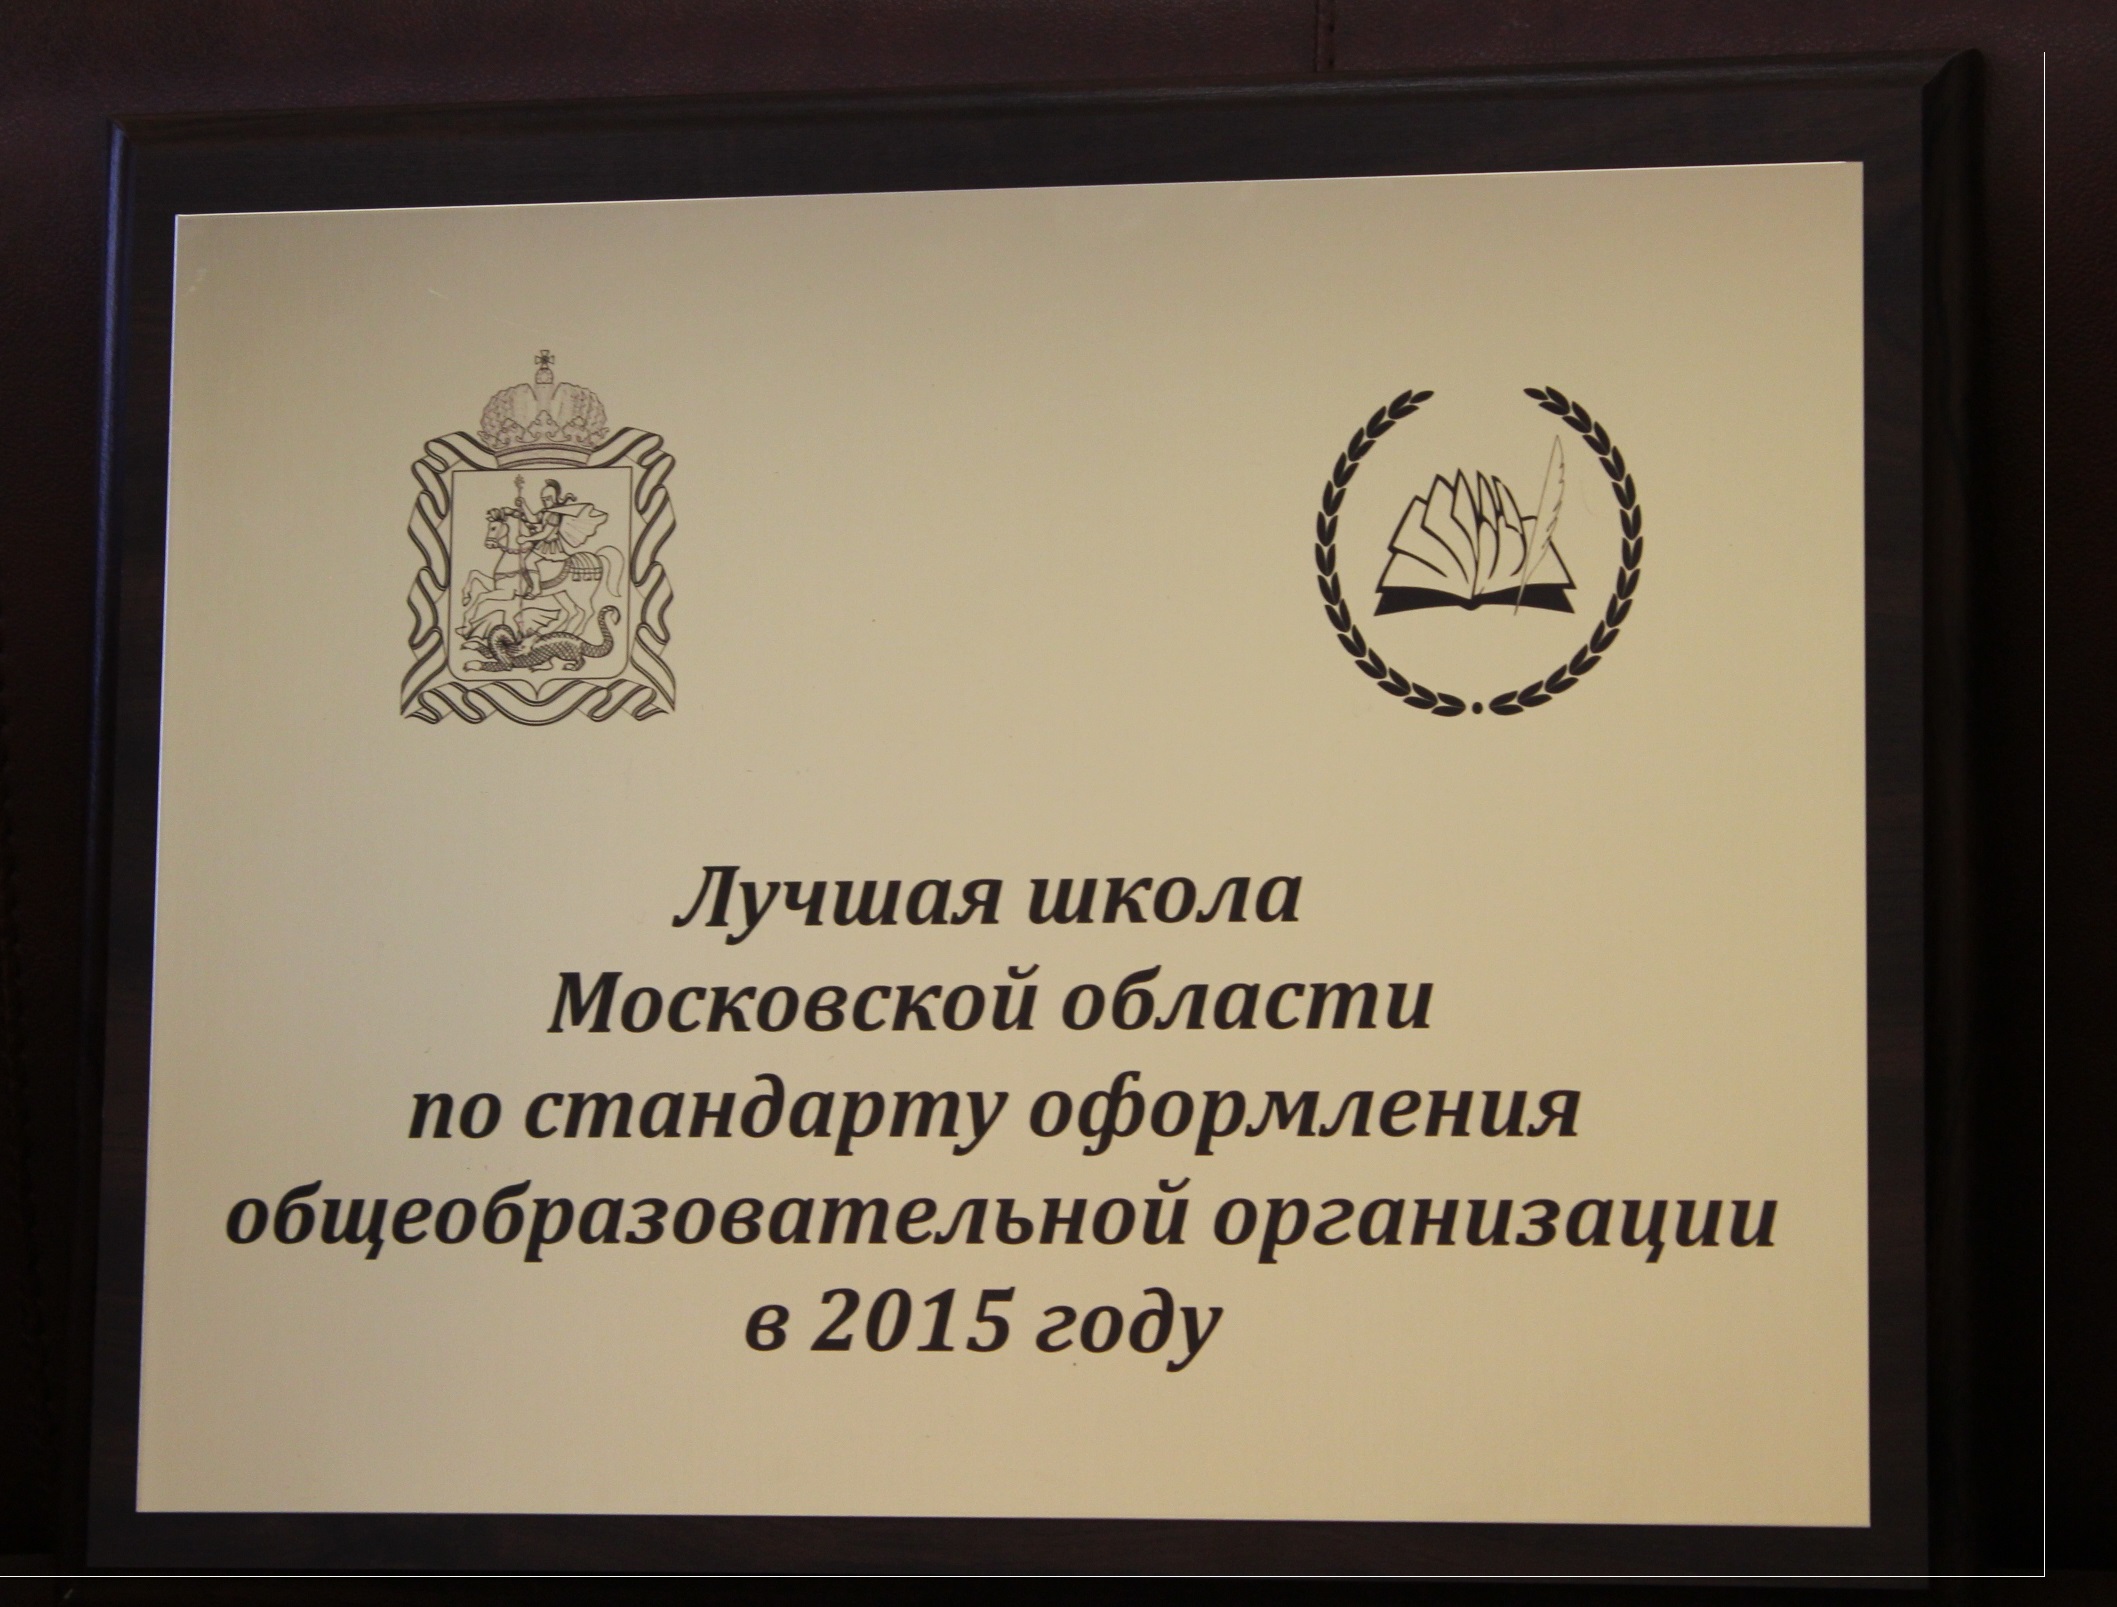 Лучшая школа
Московской области
по стандарту оформления
общеобразовательной организации
в 2015 году